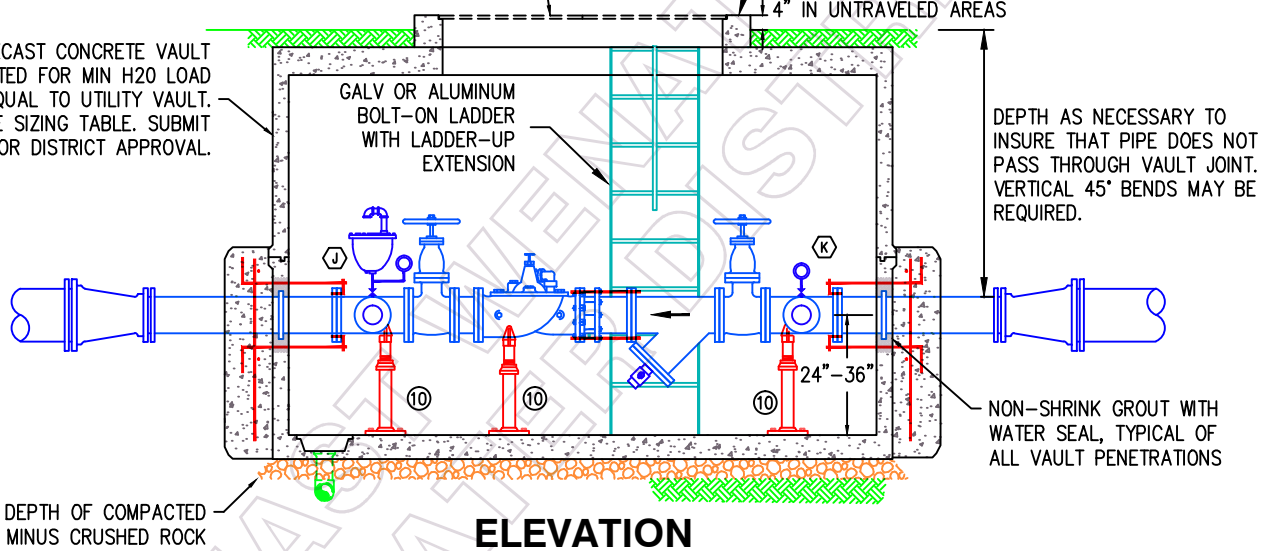 4" IN UNTRAVELED AREAS
CAST CONCRETE VAULT
TED FOR MIN H20 LOAD
QUAL TO UTILITY VAULT.
E SIZING TABLE. SUBMIT
OR DISTRICT APPROVAL.
GALV OR ALUMINUM
BOLT-ON LADDER
WITH LADDER-UP
EXTENSION
DEPTH AS NECESSARY TO
INSURE THAT PIPE DOES NOT
PASS THROUGH VAULT JOINT.
VERTICAL 45° BENDS MAY BE
REQUIRED.
J
K
10
10
10
24"-36"
NON-SHRINK GROUT WITH
WATER SEAL, TYPICAL OF
ALL VAULT PENETRATIONS
DEPTH OF COMPACTED
MINUS CRUSHED ROCK
ELEVATION